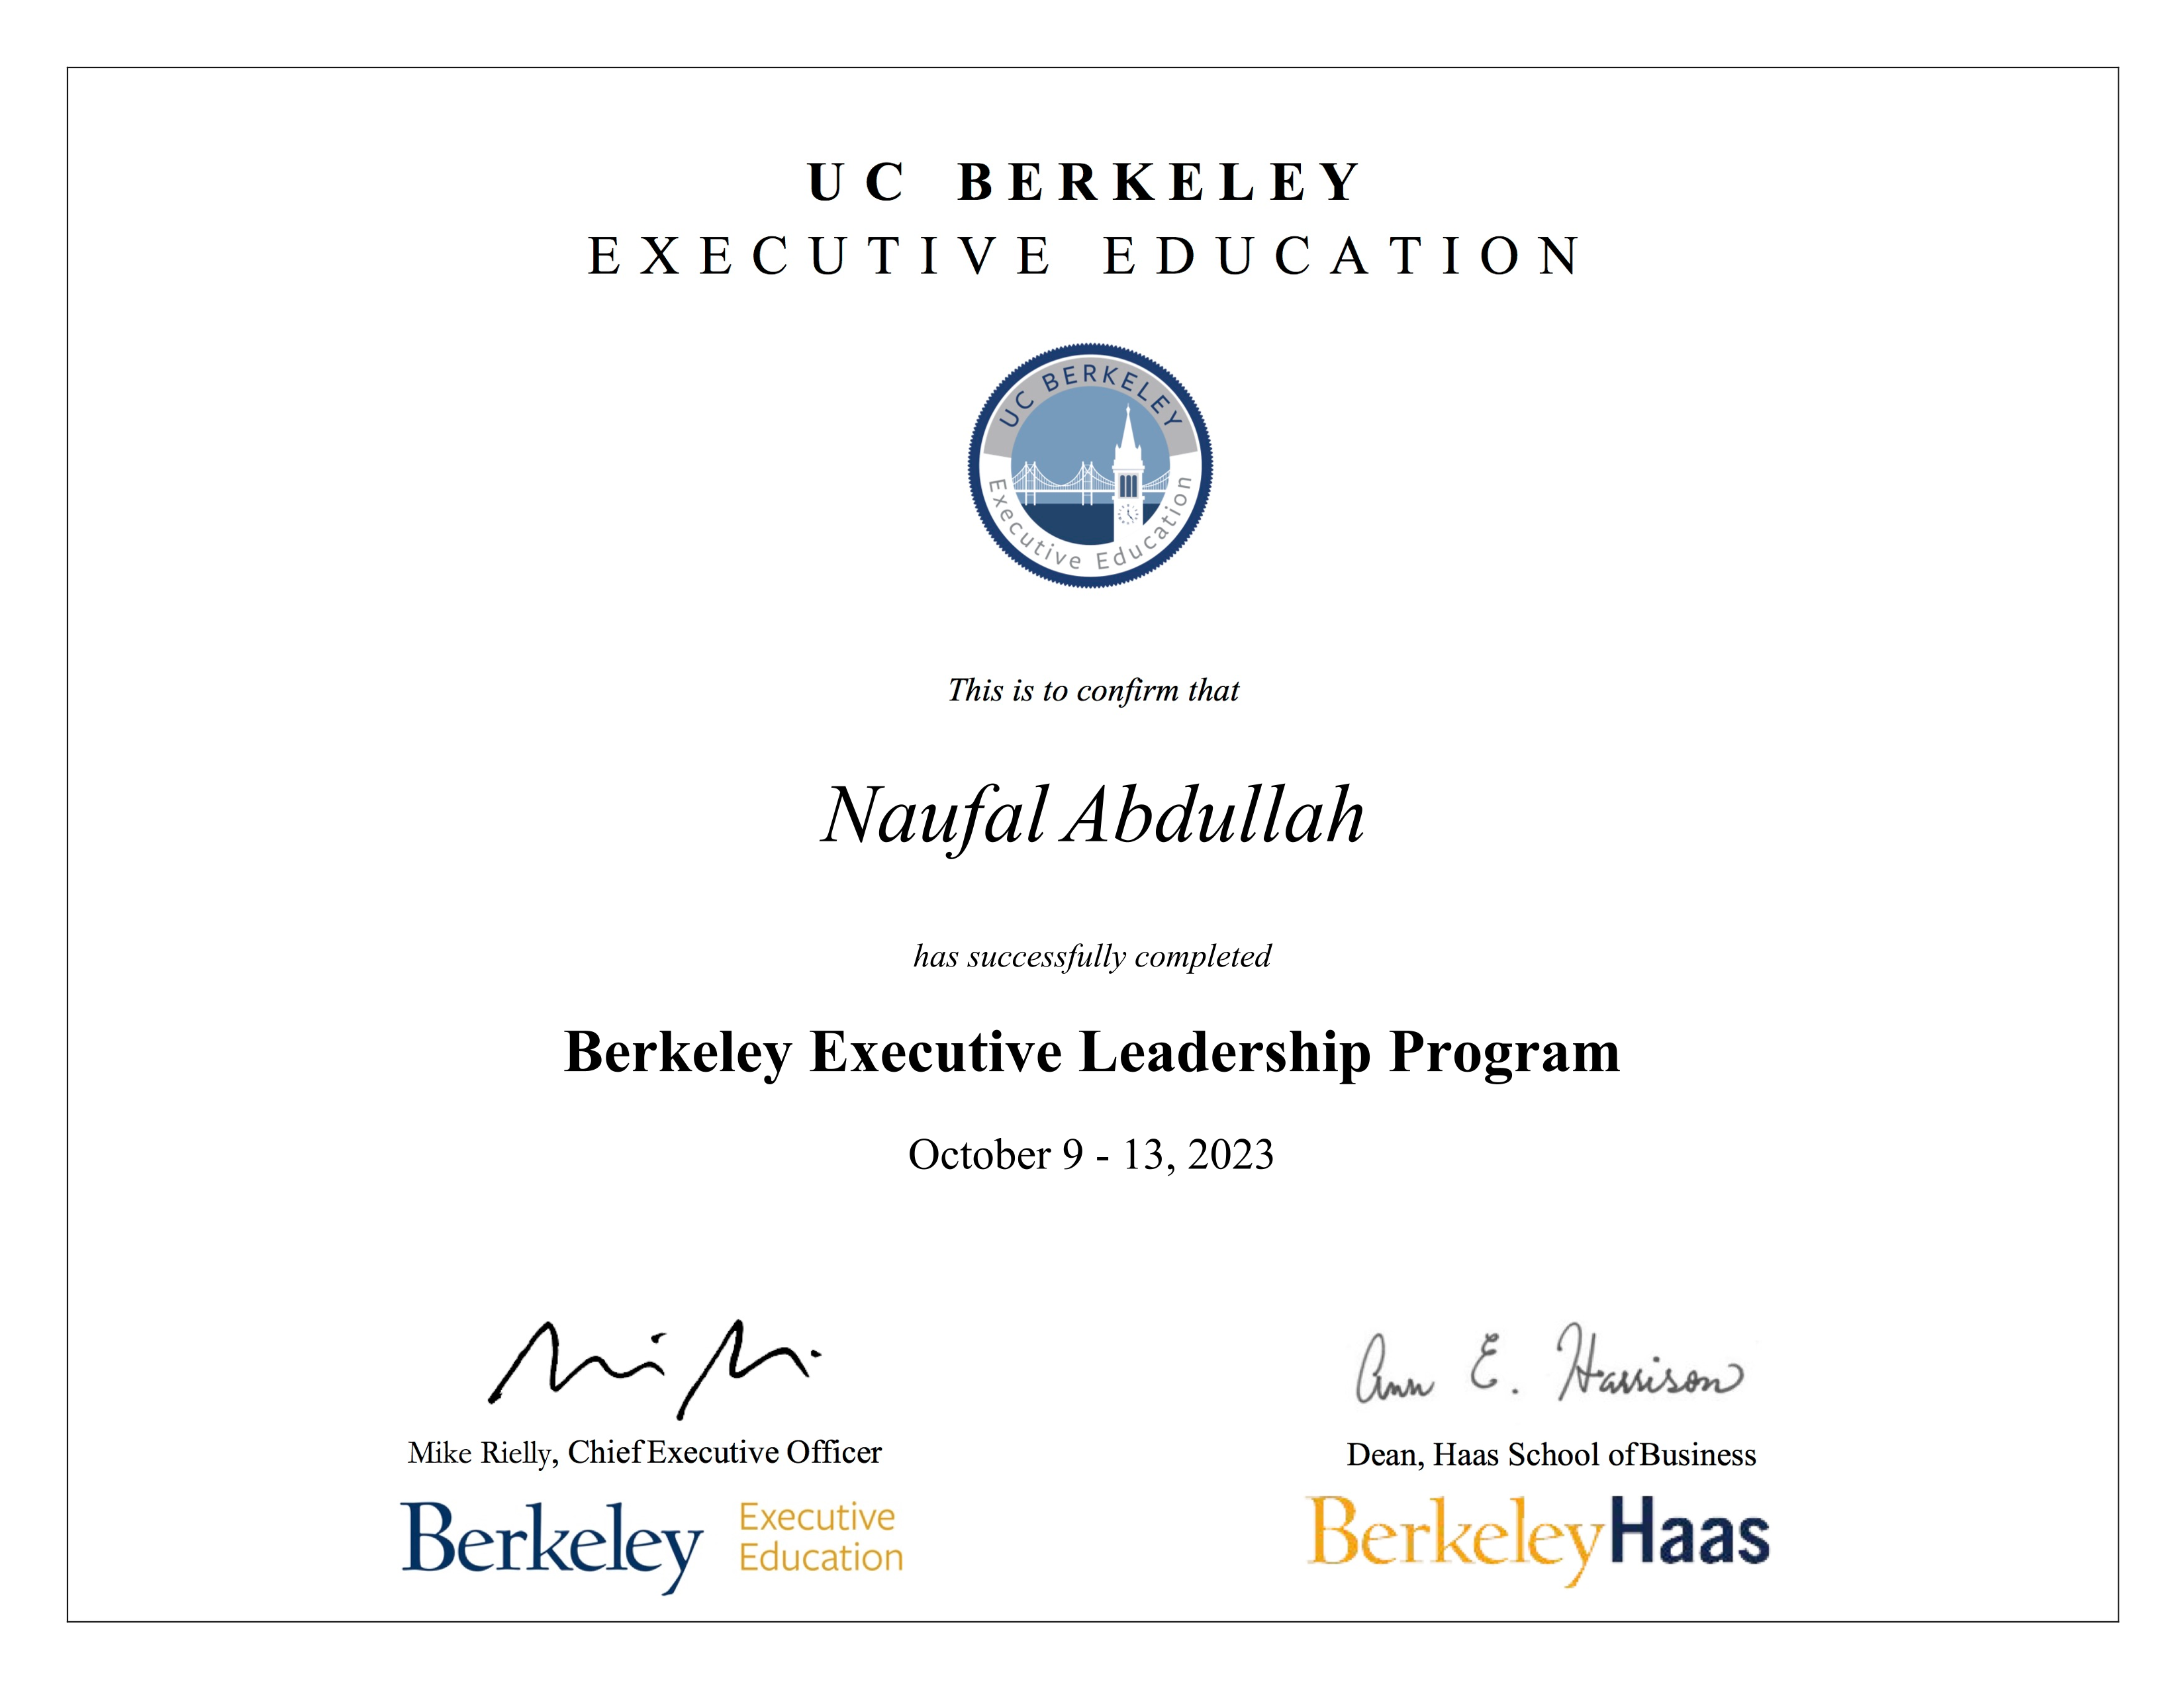 UC BERKELEY
EXECUTIVE EDUCATION
UC BERKELEY
Executive Education
This is to confirm that
Naufal Abdullah
has successfully completed
Berkeley Executive Leadership Program
October 9 - 13, 2023
Ann E. Harrison
Mike Rielly, Chief Executive Officer
Dean, Haas School of Business
Berkeley Executive Education
BerkeleyHaas